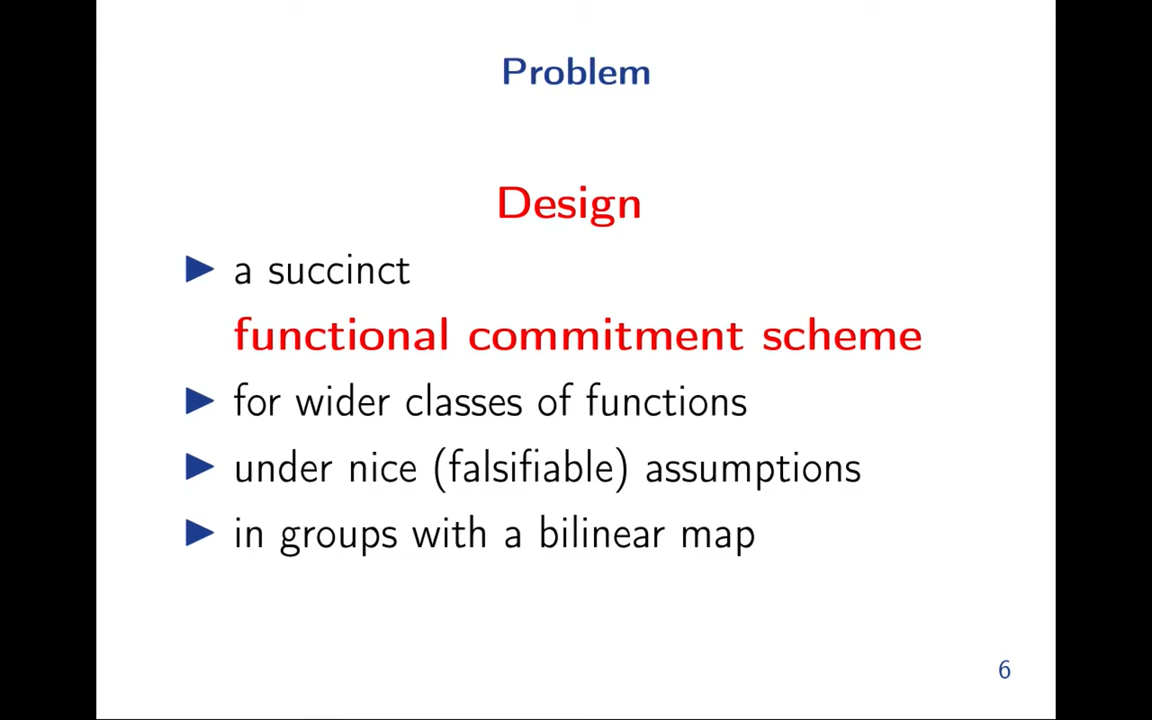 Problem
Design
▶ a succinct
functional commitment scheme
▶ for wider classes of functions
▶ under nice (falsifiable) assumptions
▶ in groups with a bilinear map
6